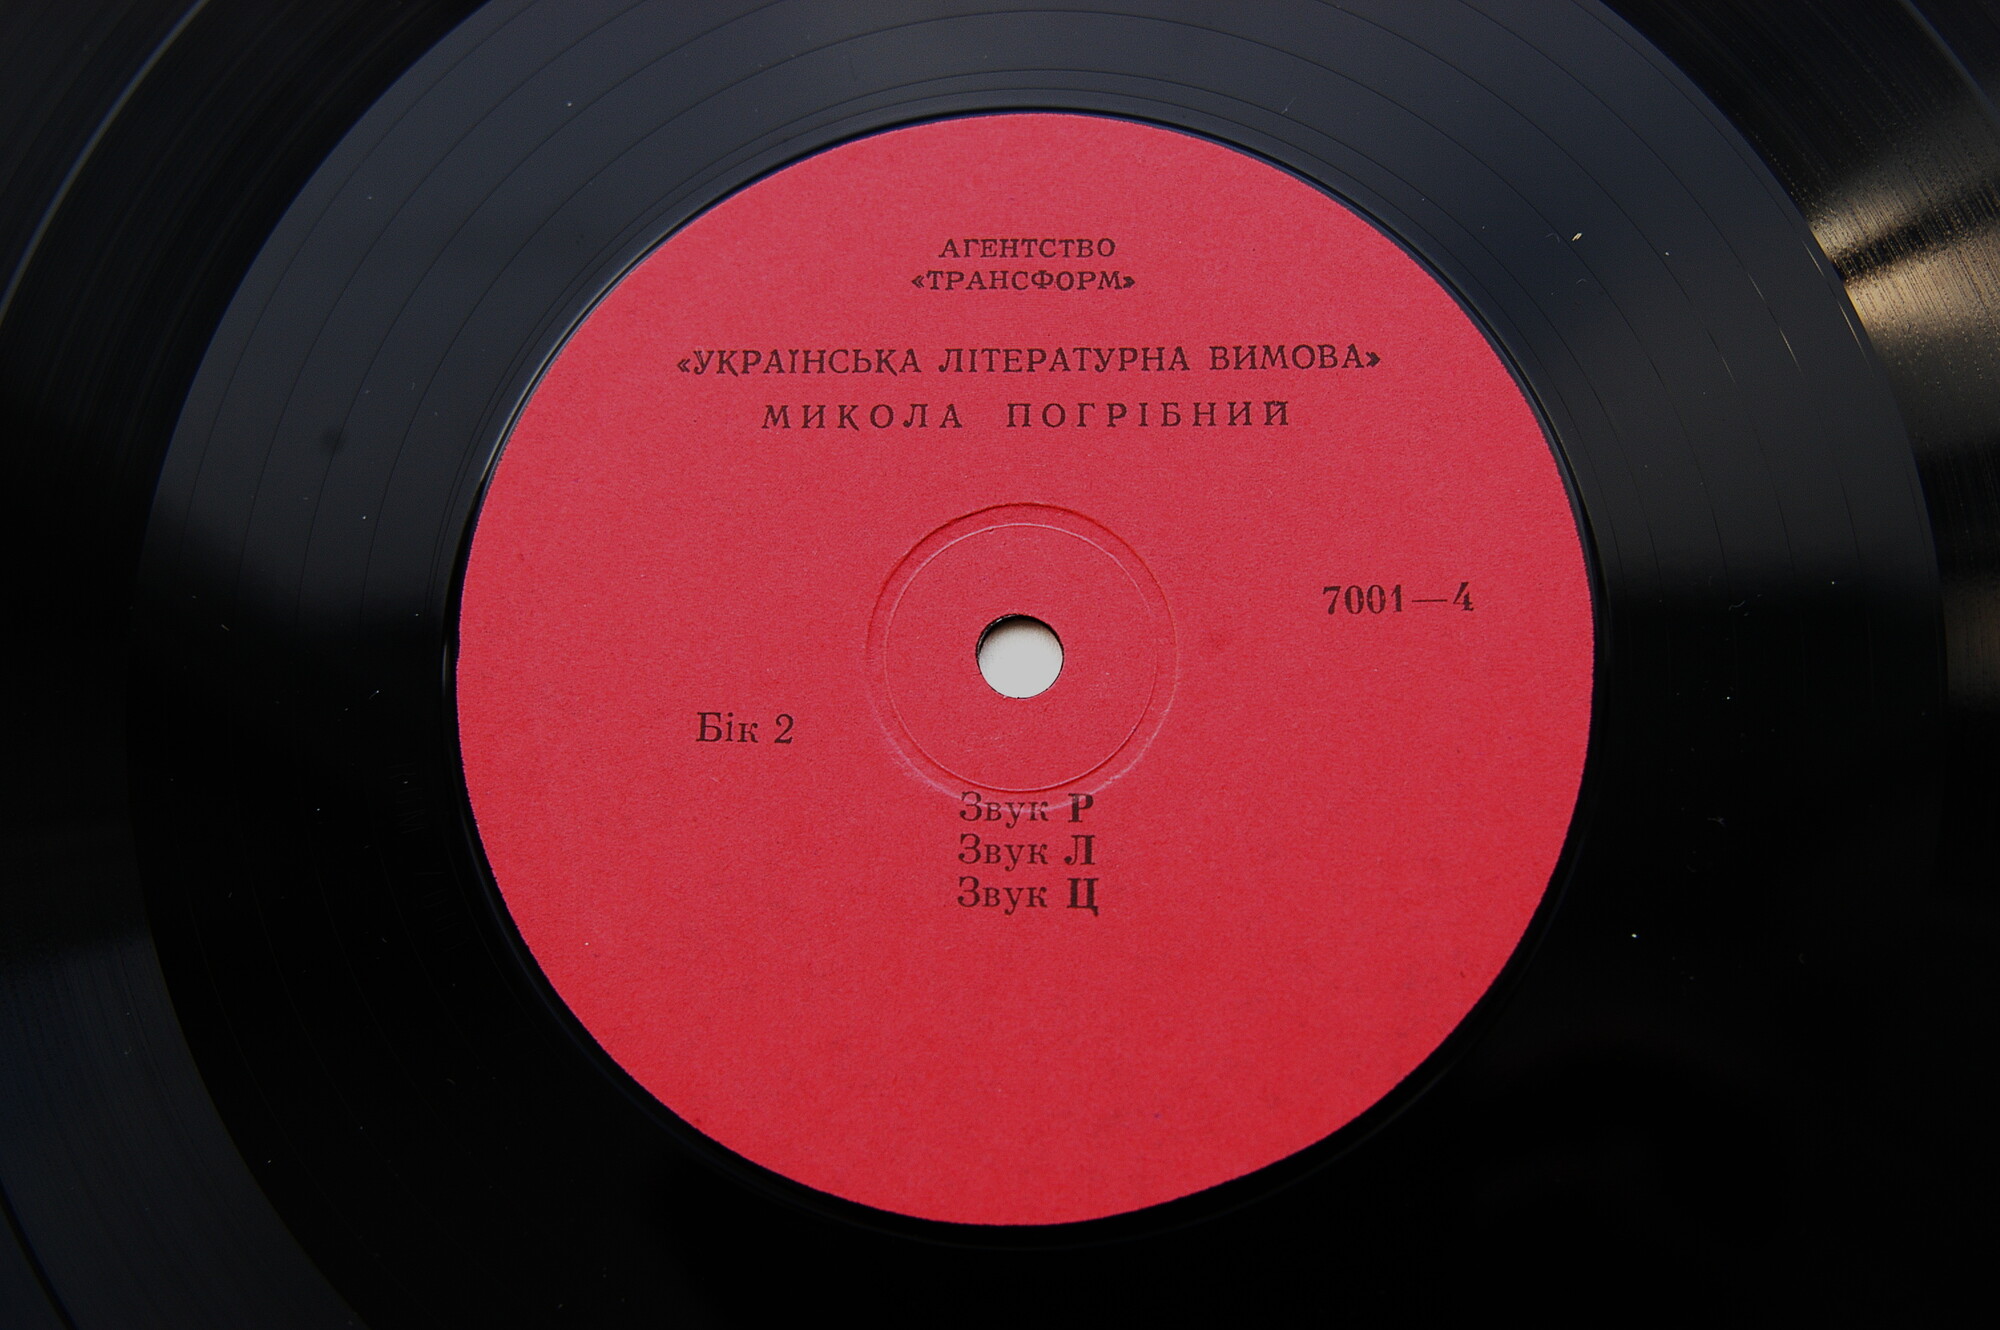 АГЕНТСТВО
«ТРАНСФОРМ»
«УКРАЇНСЬКА ЛІТЕРАТУРНА ВИМОВА»
МИКОЛА ПОГРІБНИЙ
7001—4
Бік 2
Звук Р
Звук Л
Звук Ц